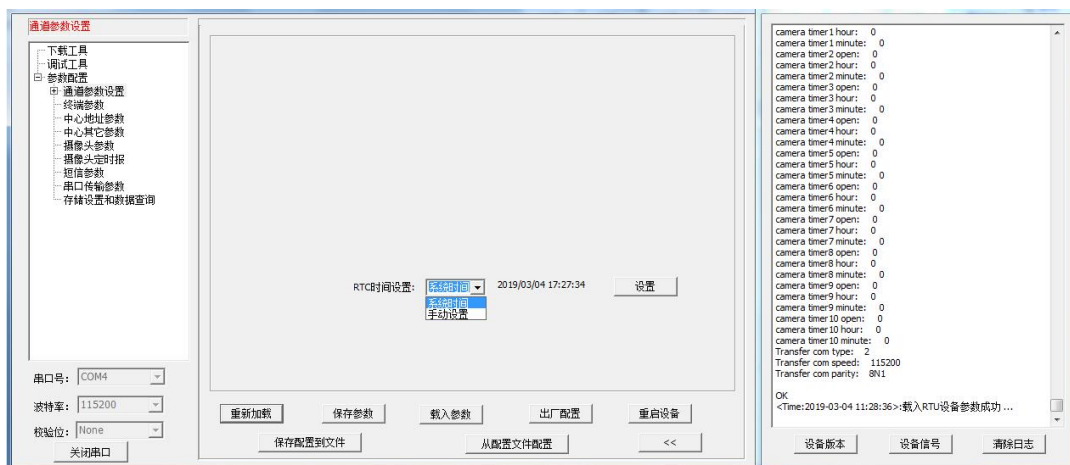 通道参数设置
下载工具
调试工具
参数配置
通道参数设置
终端参数
中心地址参数
中心其它参数
摄像头参数
摄像头定时报
短信参数
串口传输参数
存储设置和数据查询
串口号： COM4
波特率： 115200
校验位： None
关闭串口
RTC时间设置： 系统时间 2019/03/04 17:27:34 设置
系统时间
手动设置
重新加载 保存参数 载入参数 出厂配置 重启设备
保存配置到文件 从配置文件配置 <<
camera timer1 hour: 0
camera timer1 minute: 0
camera timer2 open: 0
camera timer2 hour: 0
camera timer2 minute: 0
camera timer3 open: 0
camera timer3 hour: 0
camera timer3 minute: 0
camera timer4 open: 0
camera timer4 hour: 0
camera timer4 minute: 0
camera timer5 open: 0
camera timer5 hour: 0
camera timer5 minute: 0
camera timer6 open: 0
camera timer6 hour: 0
camera timer6 minute: 0
camera timer7 open: 0
camera timer7 hour: 0
camera timer7 minute: 0
camera timer8 open: 0
camera timer8 hour: 0
camera timer8 minute: 0
camera timer9 open: 0
camera timer9 hour: 0
camera timer9 minute: 0
camera timer10 open: 0
camera timer10 hour: 0
camera timer10 minute: 0
Transfer com type: 2
Transfer com speed: 115200
Transfer com parity: 8N1
OK
<Time:2019-03-04 11:28:36>:载入RTU设备参数成功 ...
设备版本 设备信号 清除日志